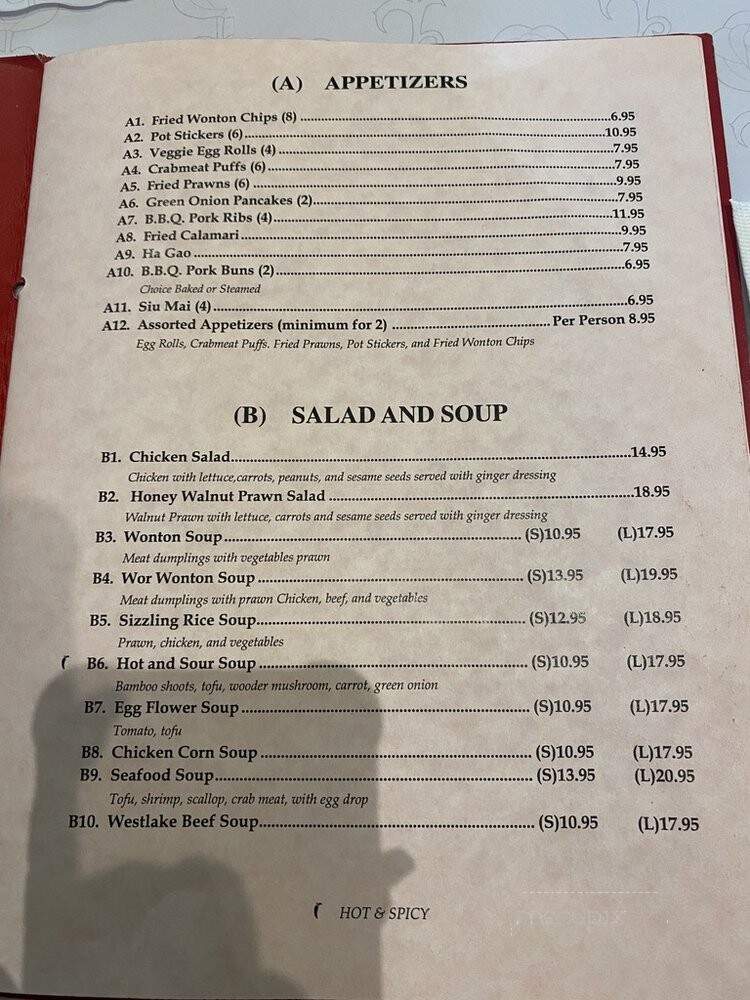 (A) APPETIZERS
A1. Fried Wonton Chips (8) ........ 6.95
A2. Pot Stickers (6) ........ 10.95
A3. Veggie Egg Rolls (4) ........ 7.95
A4. Crabmeat Puffs (6) ........ 7.95
A5. Fried Prawns (6) ........ 9.95
A6. Green Onion Pancakes (2) ........ 7.95
A7. B.B.Q. Pork Ribs (4) ........ 11.95
A8. Fried Calamari ........ 9.95
A9. Ha Gao ........ 7.95
A10. B.B.Q. Pork Buns (2) ........ 6.95
Choice Baked or Steamed
A11. Siu Mai (4) ........ 6.95
A12. Assorted Appetizers (minimum for 2) ........ Per Person 8.95
Egg Rolls, Crabmeat Puffs. Fried Prawns, Pot Stickers, and Fried Wonton Chips
(B) SALAD AND SOUP
B1. Chicken Salad ........ 14.95
Chicken with lettuce,carrots, peanuts, and sesame seeds served with ginger dressing
B2. Honey Walnut Prawn Salad ........ 18.95
Walnut Prawn with lettuce, carrots and sesame seeds served with ginger dressing
B3. Wonton Soup ........ (S)10.95 (L)17.95
Meat dumplings with vegetables prawn
B4. Wor Wonton Soup ........ (S)13.95 (L)19.95
Meat dumplings with prawn Chicken, beef, and vegetables
B5. Sizzling Rice Soup ........ (S)12.95 (L)18.95
Prawn, chicken, and vegetables
B6. Hot and Sour Soup ........ (S)10.95 (L)17.95
Bamboo shoots, tofu, wooder mushroom, carrot, green onion
B7. Egg Flower Soup ........ (S)10.95 (L)17.95
Tomato, tofu
B8. Chicken Corn Soup ........ (S)10.95 (L)17.95
B9. Seafood Soup ........ (S)13.95 (L)20.95
Tofu, shrimp, scallop, crab meat, with egg drop
B10. Westlake Beef Soup ........ (S)10.95 (L)17.95
HOT & SPICY